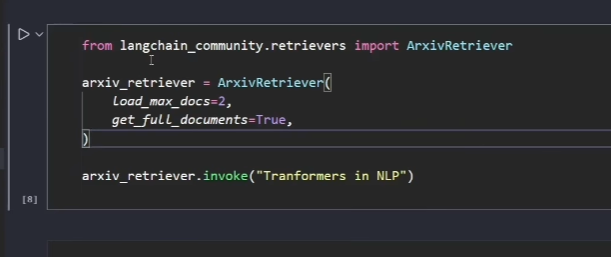 from langchain_community.retrievers import ArxivRetriever
arxiv_retriever = ArxivRetriever(
load_max_docs=2,
get_full_documents=True,
)
arxiv_retriever.invoke("Tranformers in NLP")
[8]